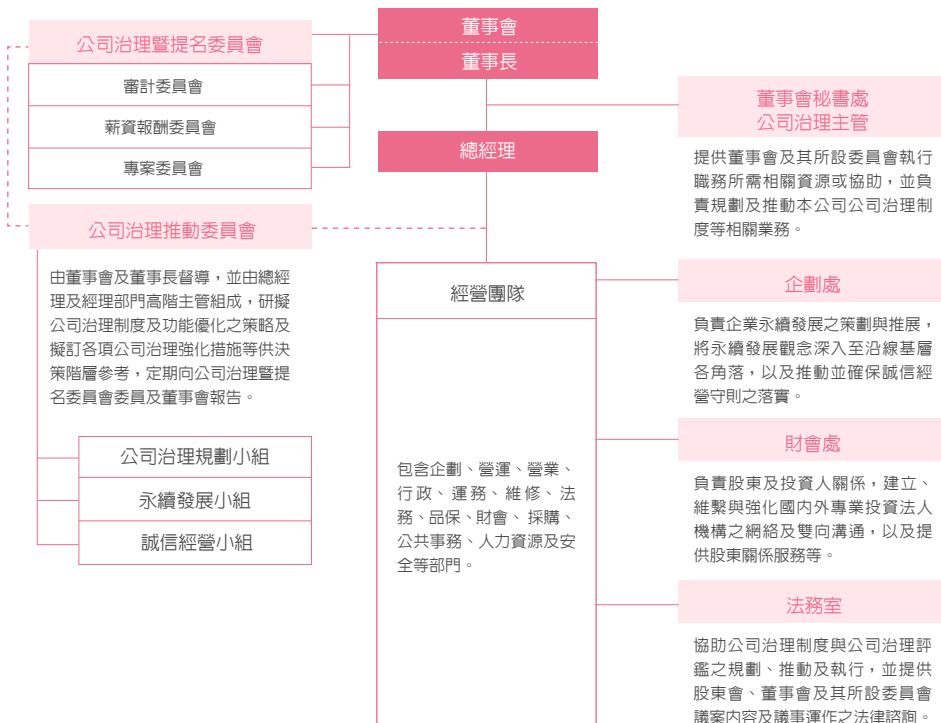 董事會
董事長
總經理
公司治理暨提名委員會
審計委員會
薪資報酬委員會
專案委員會
公司治理推動委員會
由董事會及董事長督導，並由總經
理及經理部門高階主管組成，研擬
公司治理制度及功能優化之策略及
擬訂各項公司治理強化措施等供決
策階層參考，定期向公司治理暨提
名委員會委員及董事會報告。
公司治理規劃小組
永續發展小組
誠信經營小組
經營團隊
包含企劃、營運、營業、
行政、運務、維修、法
務、品保、財會、採購、
公共事務、人力資源及安
全等部門。
董事會秘書處
公司治理主管
提供董事會及其所設委員會執行
職務所需相關資源或協助，並負
責規劃及推動本公司公司治理制
度等相關業務。
企劃處
負責企業永續發展之策劃與推展，
將永續發展觀念深入至沿線基層
各角落，以及推動並確保誠信經
營守則之落實。
財會處
負責股東及投資人關係，建立、
維繫與強化國內外專業投資法人
機構之網絡及雙向溝通，以及提
供股東關係服務等。
法務室
協助公司治理制度與公司治理評
鑑之規劃、推動及執行，並提供
股東會、董事會及其所設委員會
議案內容及議事運作之法律諮詢。